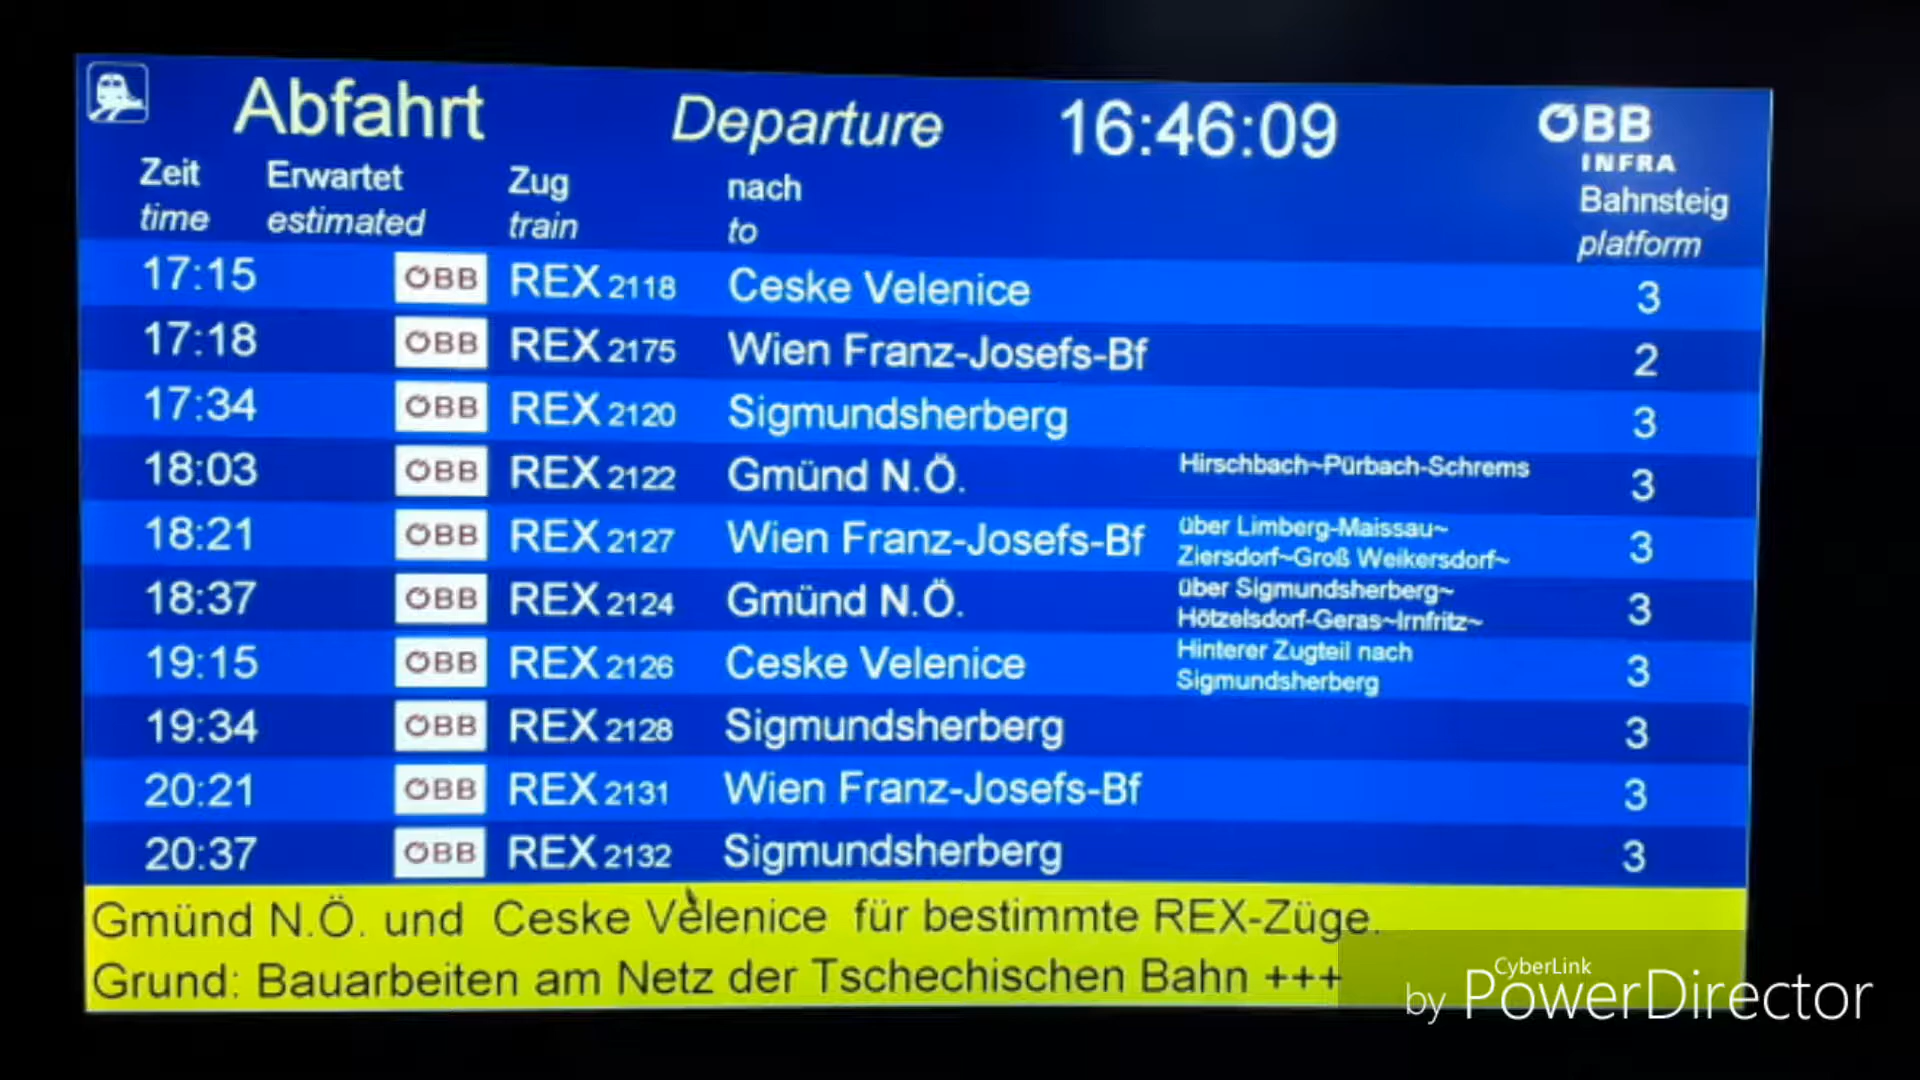 Abfahrt Departure 16:46:09 ÖBB
INFRA
Zeit Erwartet Zug nach Bahnsteig
time estimated train to platform
17:15 ÖBB REX 2118 Ceske Velenice 3
17:18 ÖBB REX 2175 Wien Franz-Josefs-Bf 2
17:34 ÖBB REX 2120 Sigmundsherberg 3
18:03 ÖBB REX 2122 Gmünd N.Ö. Hirschbach~Pürbach-Schrems 3
18:21 ÖBB REX 2127 Wien Franz-Josefs-Bf über Limberg-Maissau~
Ziersdorf~Groß Weikersdorf~ 3
18:37 ÖBB REX 2124 Gmünd N.Ö. über Sigmundsherberg~
Hötzelsdorf-Geras~Irnfritz~ 3
19:15 ÖBB REX 2126 Ceske Velenice Hinterer Zugteil nach
Sigmundsherberg 3
19:34 ÖBB REX 2128 Sigmundsherberg 3
20:21 ÖBB REX 2131 Wien Franz-Josefs-Bf 3
20:37 ÖBB REX 2132 Sigmundsherberg 3
Gmünd N.Ö. und Ceske Velenice für bestimmte REX-Züge.
Grund: Bauarbeiten am Netz der Tschechischen Bahn +++
CyberLink
by PowerDirector